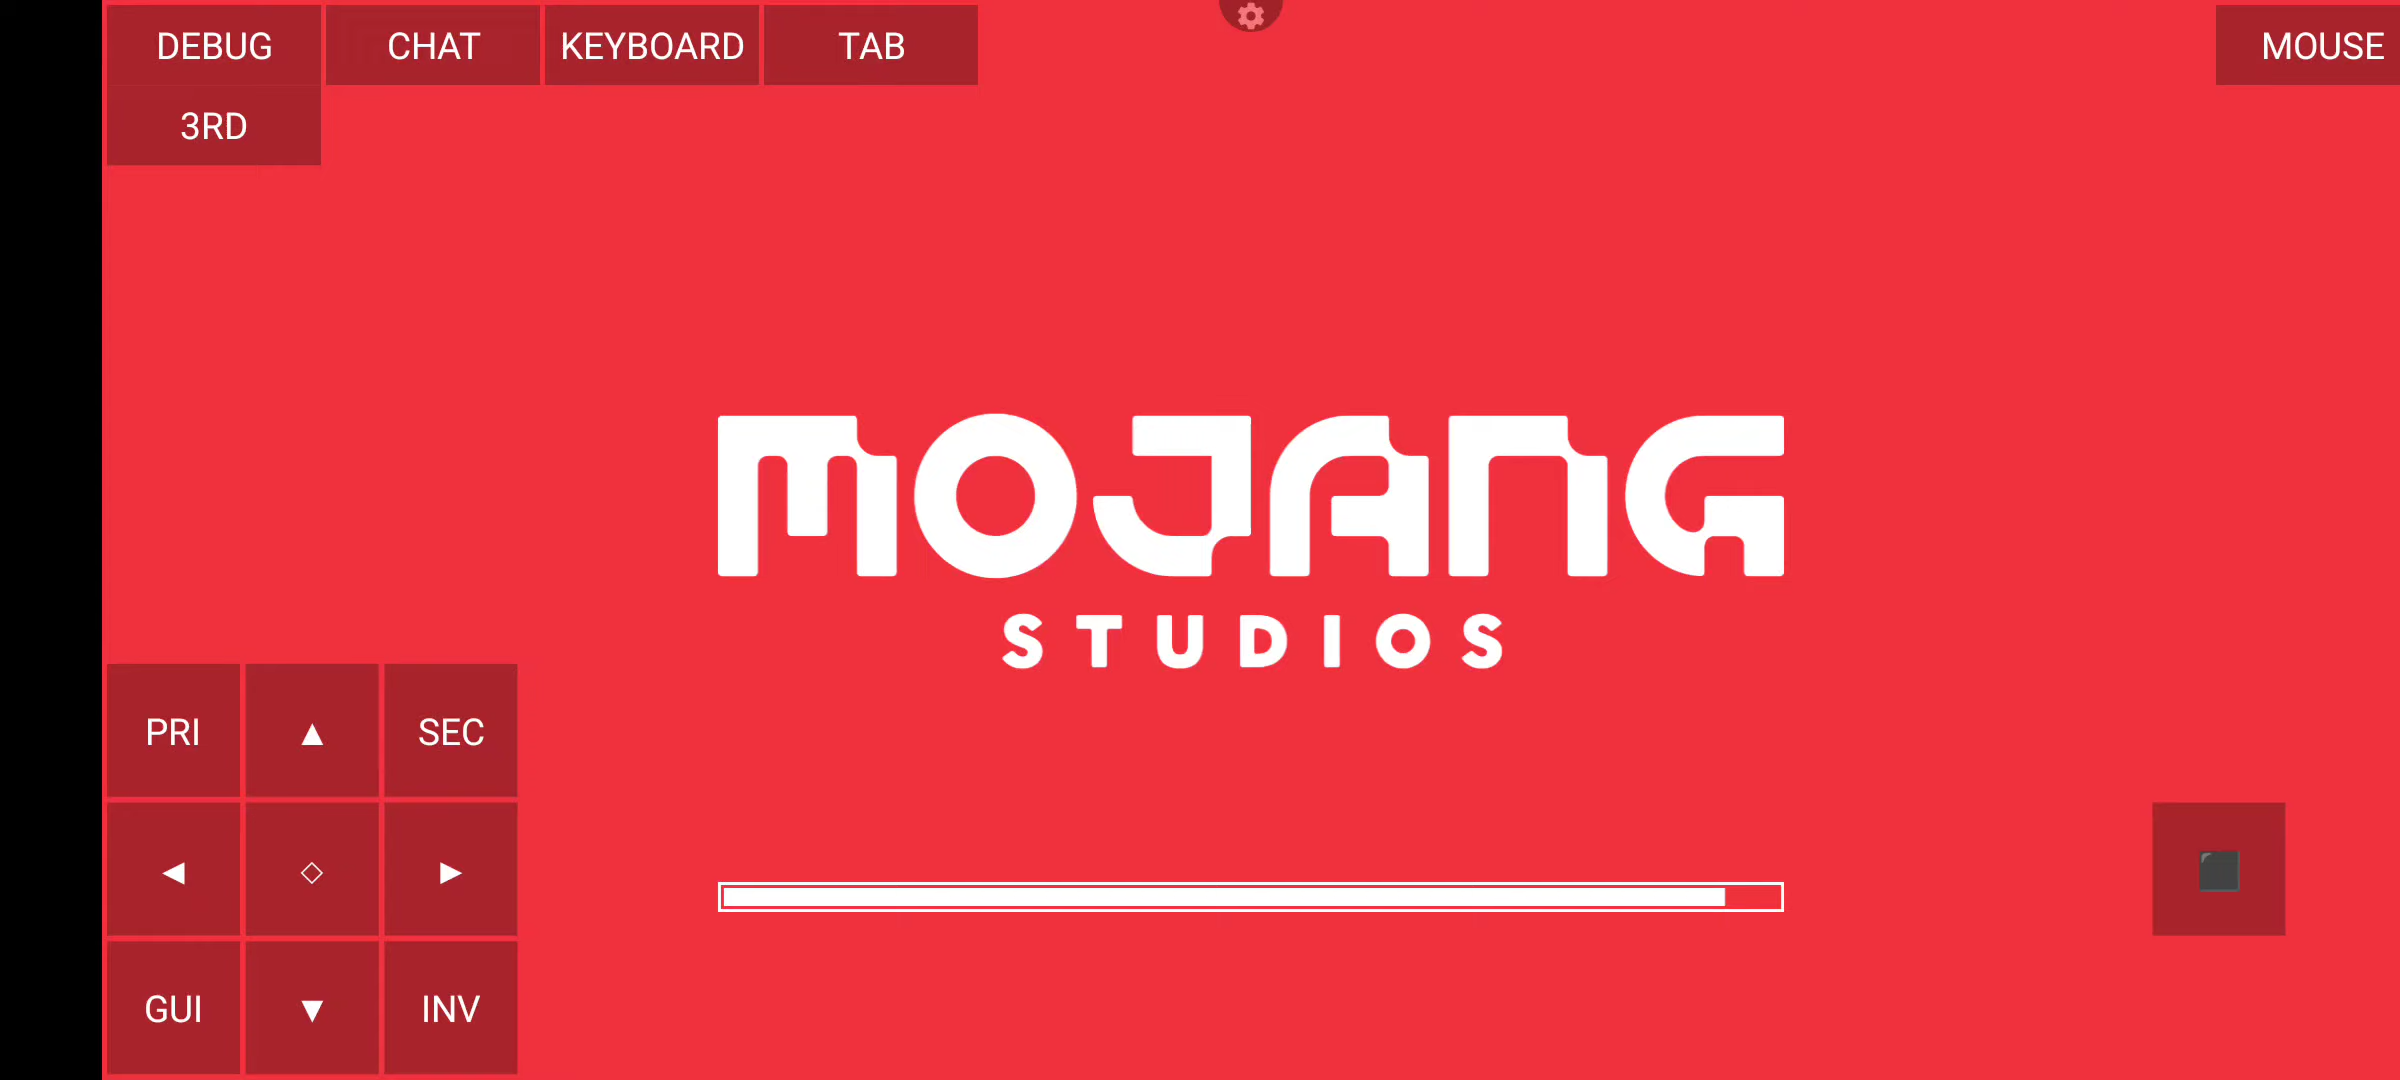 DEBUG CHAT KEYBOARD TAB MOUSE
3RD
MOJANG
STUDIOS
PRI ▲ SEC
◀ ◇ ▶
GUI ▼ INV